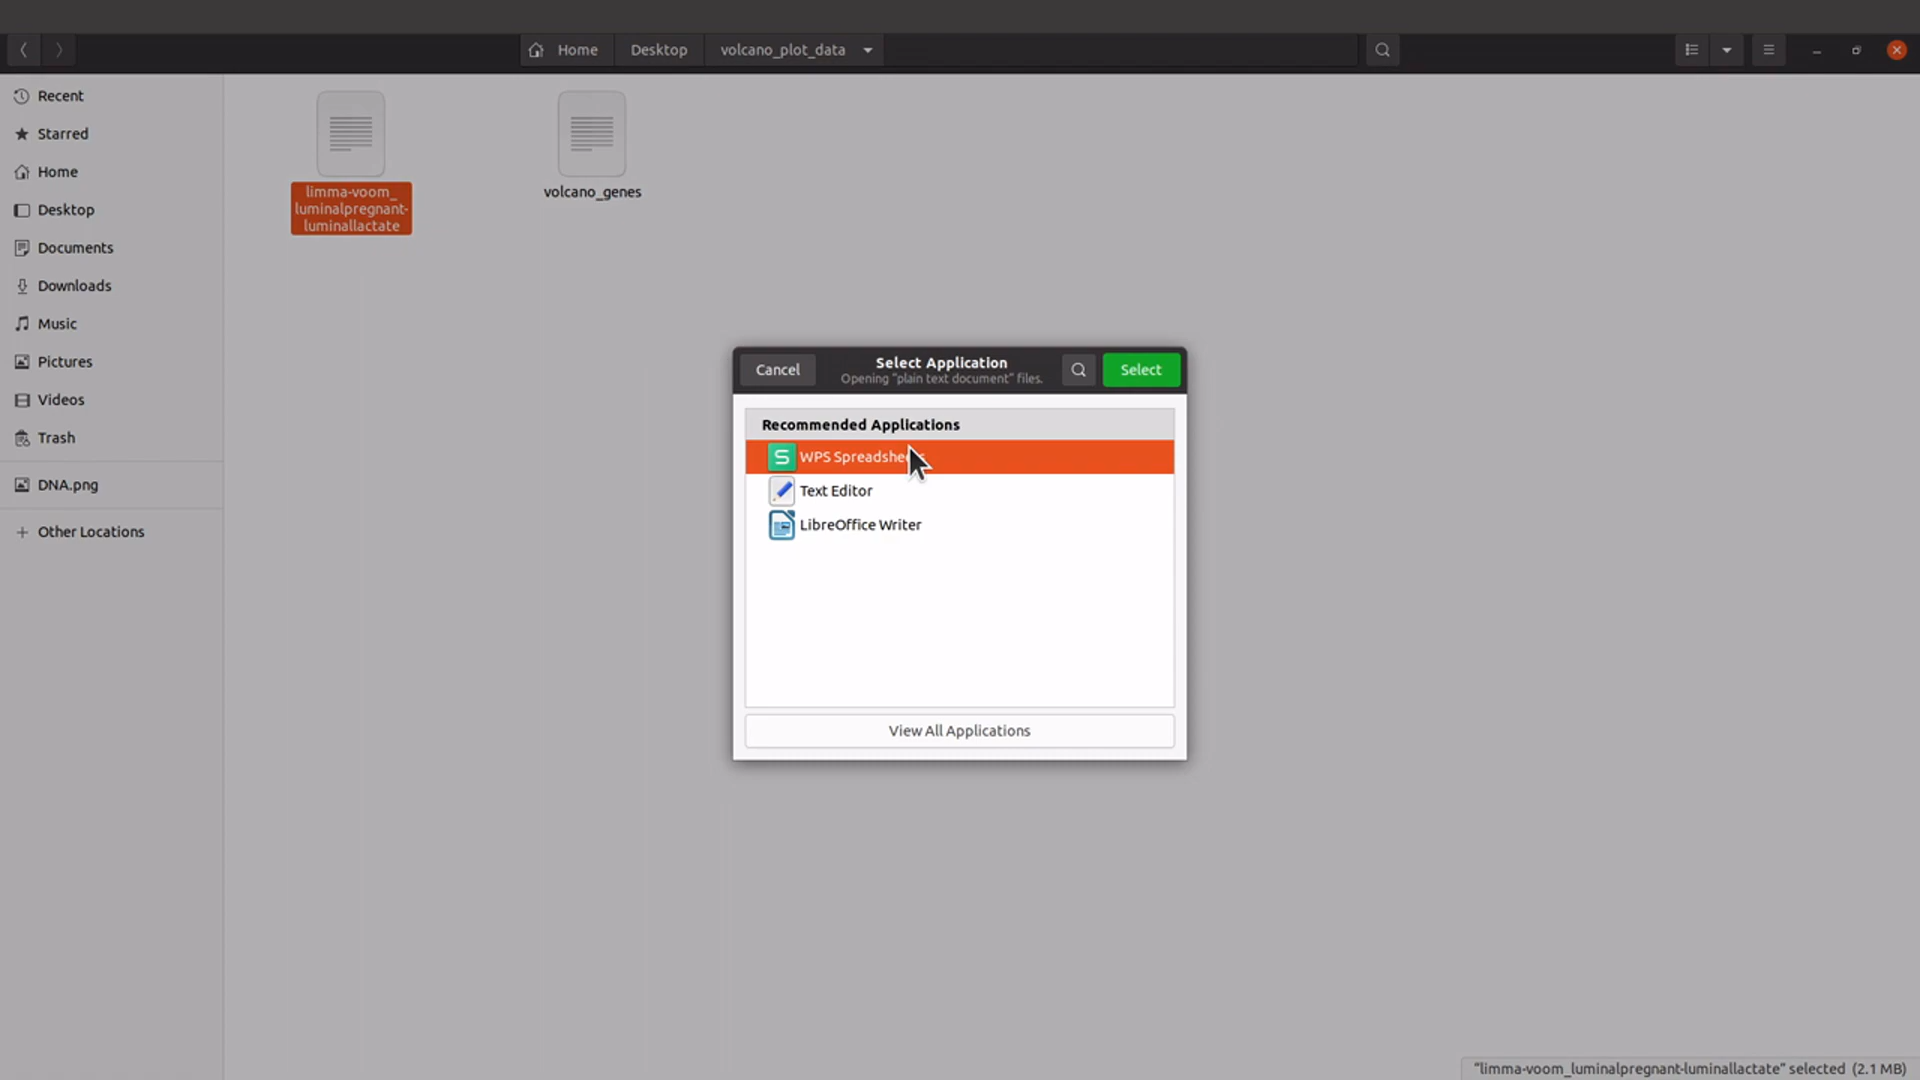 Home
Desktop
volcano_plot_data
Recent
Starred
Home
Desktop
Documents
Downloads
Music
Pictures
Videos
Trash
DNA.png
Other Locations
limma-voom_
luminalpregnant-
luminallactate
volcano_genes
Cancel
Select Application
Opening "plain text document" files.
Select
Recommended Applications
WPS Spreadsheets
Text Editor
LibreOffice Writer
View All Applications
"limma-voom_luminalpregnant-luminallactate" selected (2.1 MB)